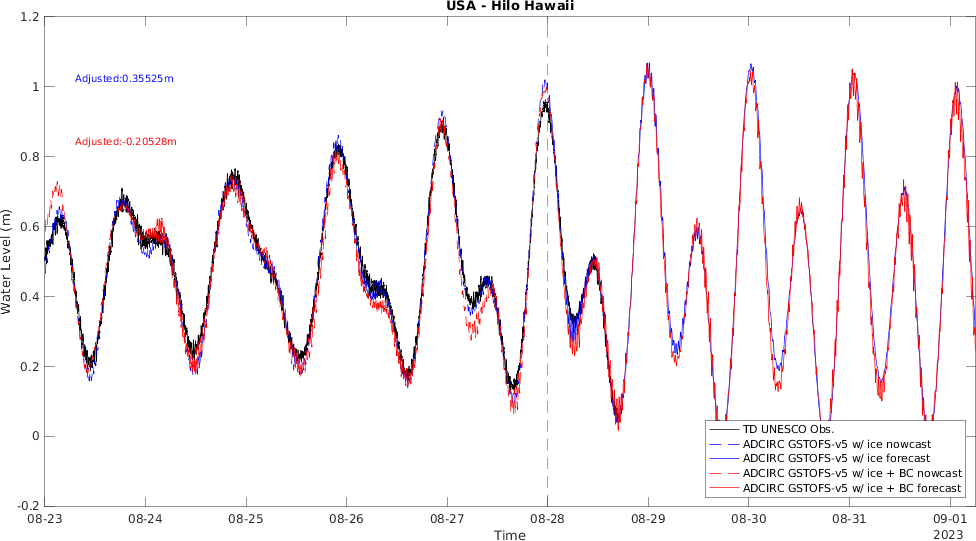 USA - Hilo Hawaii
1.2
1
0.8
0.6
0.4
0.2
0
-0.2
Water Level (m)
Adjusted:0.35525m
Adjusted:-0.20528m
TD UNESCO Obs.
ADCIRC GSTOFS-v5 w/ ice nowcast
ADCIRC GSTOFS-v5 w/ ice forecast
ADCIRC GSTOFS-v5 w/ ice + BC nowcast
ADCIRC GSTOFS-v5 w/ ice + BC forecast
08-23 08-24 08-25 08-26 08-27 08-28 08-29 08-30 08-31 09-01
2023
Time